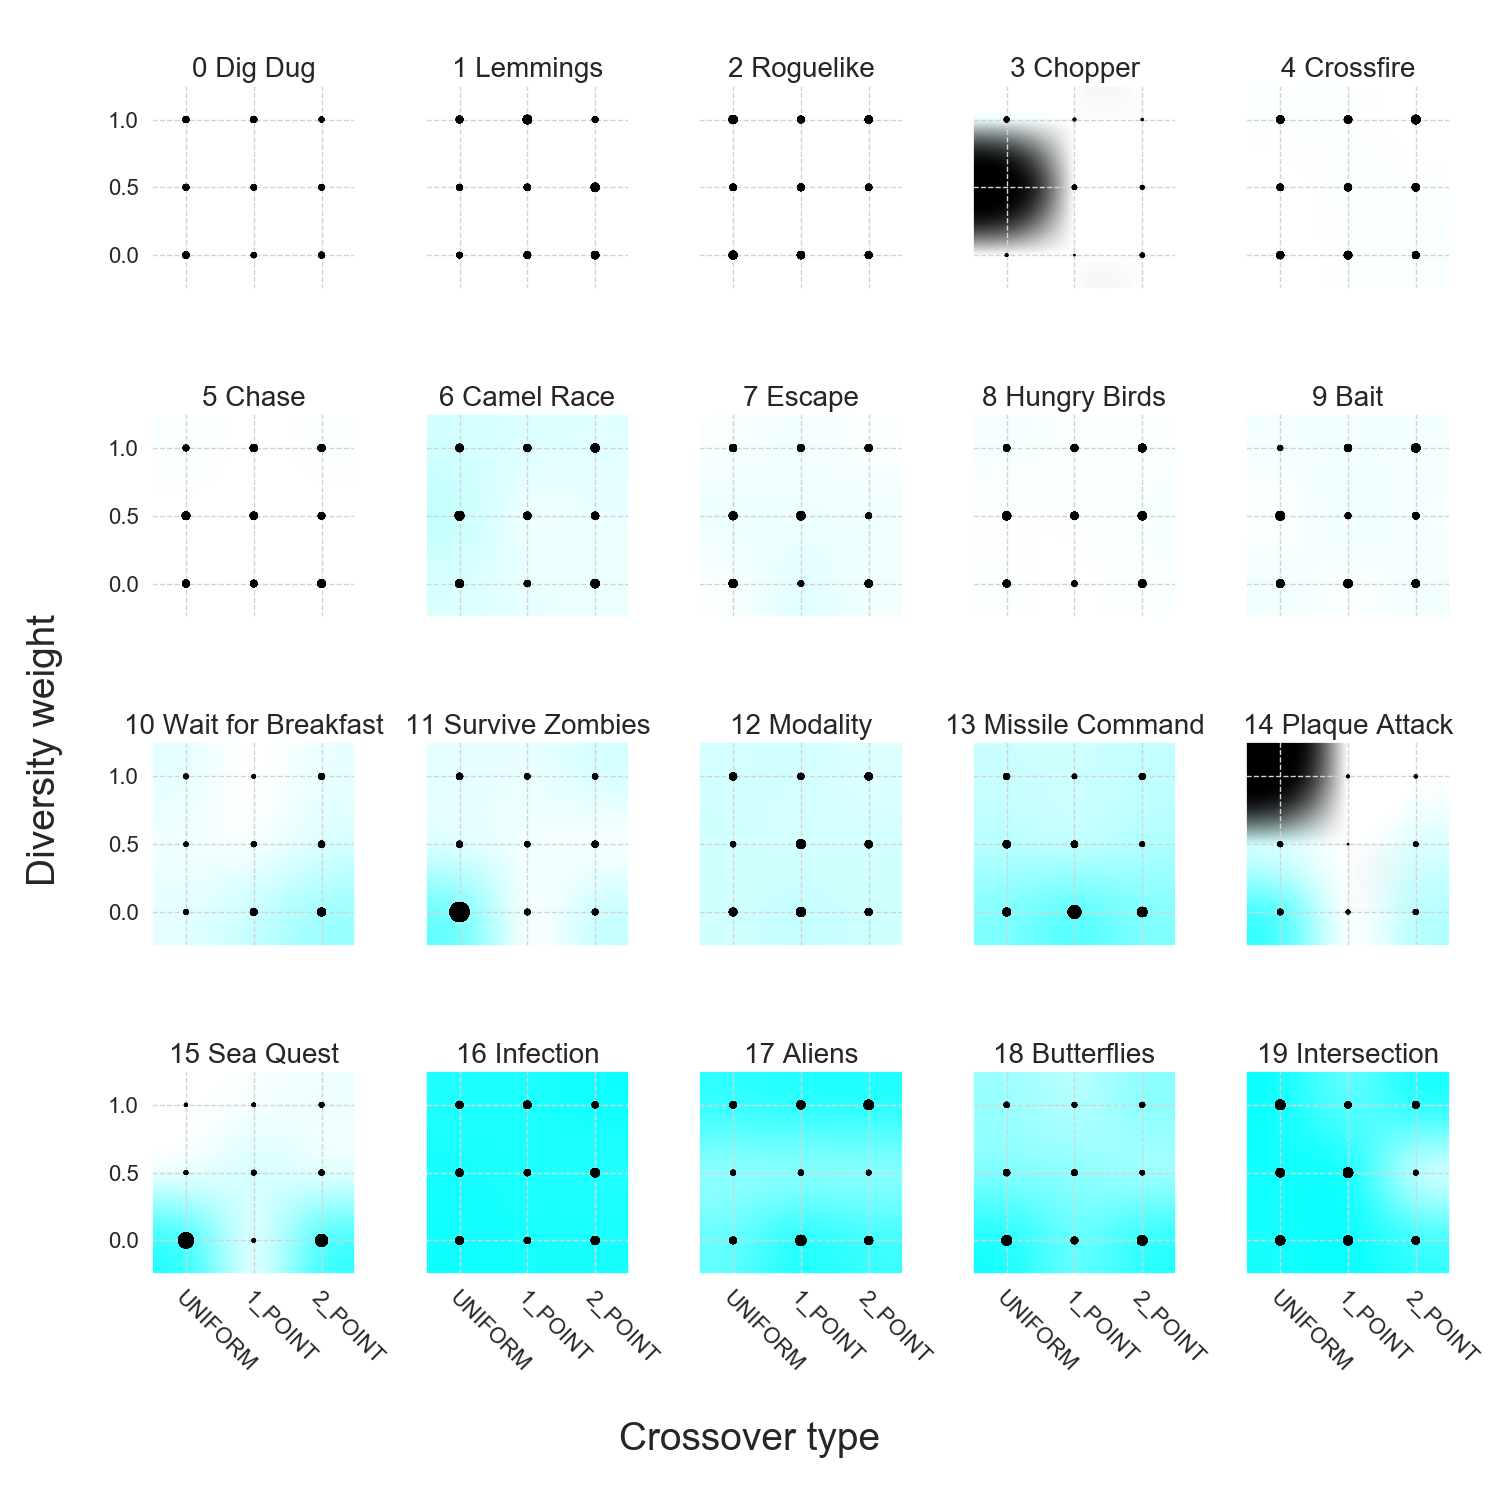 0 Dig Dug
1 Lemmings
2 Roguelike
3 Chopper
4 Crossfire
1.0
0.5
0.0
5 Chase
6 Camel Race
7 Escape
8 Hungry Birds
9 Bait
1.0
0.5
0.0
Diversity weight
10 Wait for Breakfast
11 Survive Zombies
12 Modality
13 Missile Command
14 Plaque Attack
1.0
0.5
0.0
15 Sea Quest
16 Infection
17 Aliens
18 Butterflies
19 Intersection
1.0
0.5
0.0
UNIFORM
1_POINT
2_POINT
UNIFORM
1_POINT
2_POINT
UNIFORM
1_POINT
2_POINT
UNIFORM
1_POINT
2_POINT
UNIFORM
1_POINT
2_POINT
Crossover type